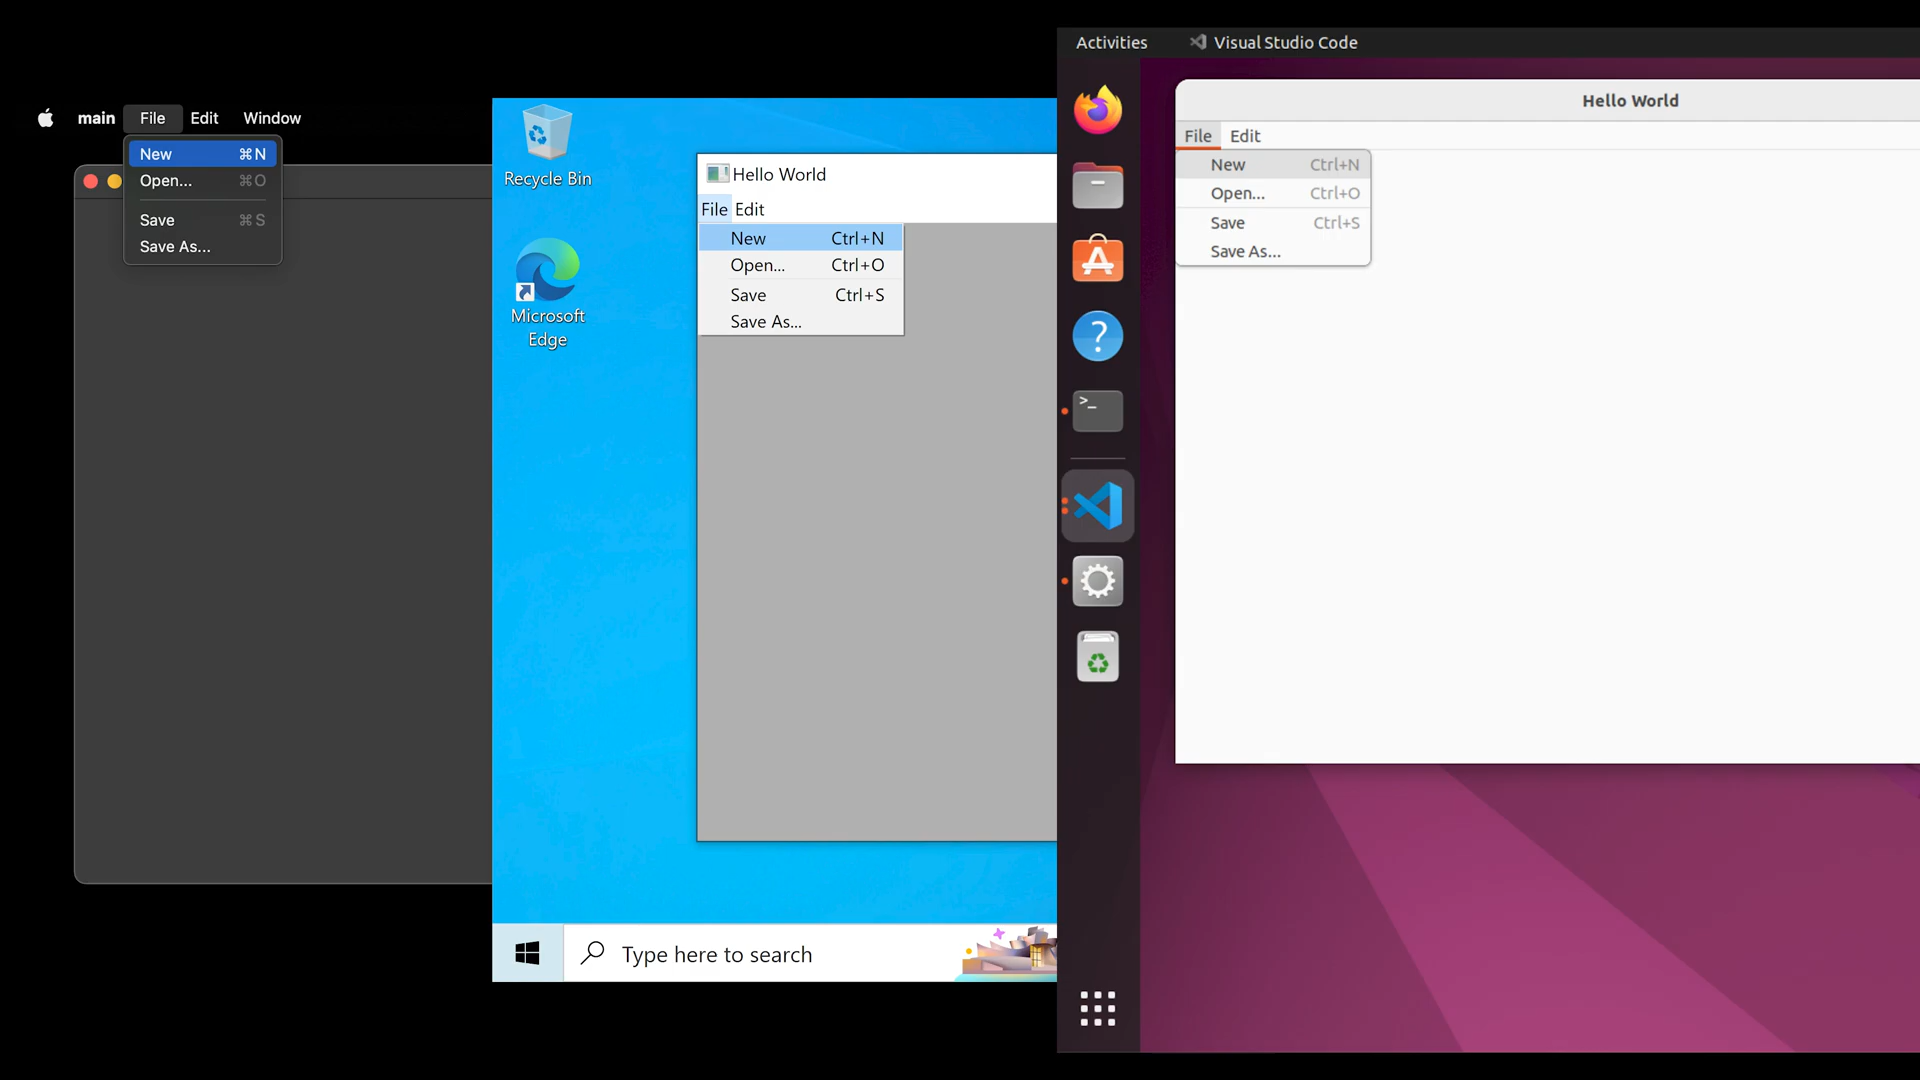 main File Edit Window
New ⌘N
Open... ⌘O
Save ⌘S
Save As...
Recycle Bin
Microsoft
Edge
Hello World
File Edit
New Ctrl+N
Open... Ctrl+O
Save Ctrl+S
Save As...
Type here to search
Activities Visual Studio Code
Hello World
File Edit
New Ctrl+N
Open... Ctrl+O
Save Ctrl+S
Save As...